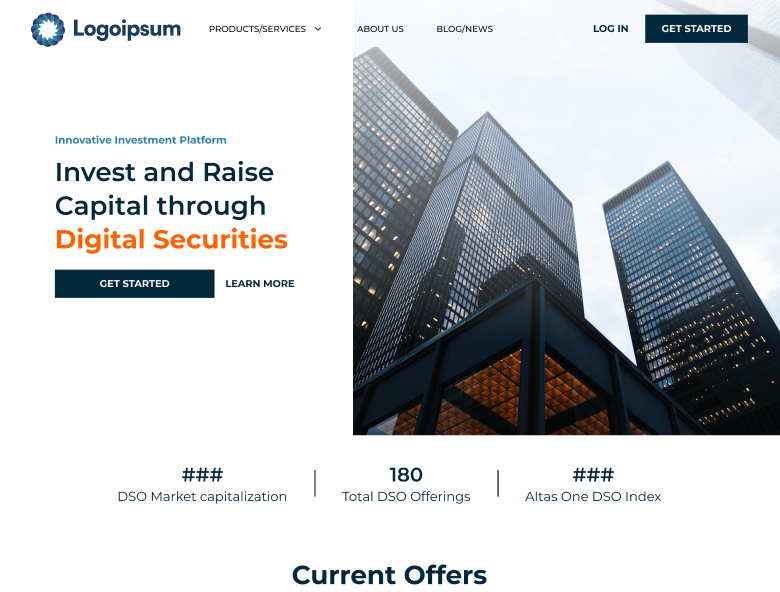 Logoipsum
PRODUCTS/SERVICES
ABOUT US
BLOG/NEWS
LOG IN
GET STARTED
Innovative Investment Platform
Invest and Raise
Capital through
Digital Securities
GET STARTED
LEARN MORE
###
DSO Market capitalization
180
Total DSO Offerings
###
Altas One DSO Index
Current Offers